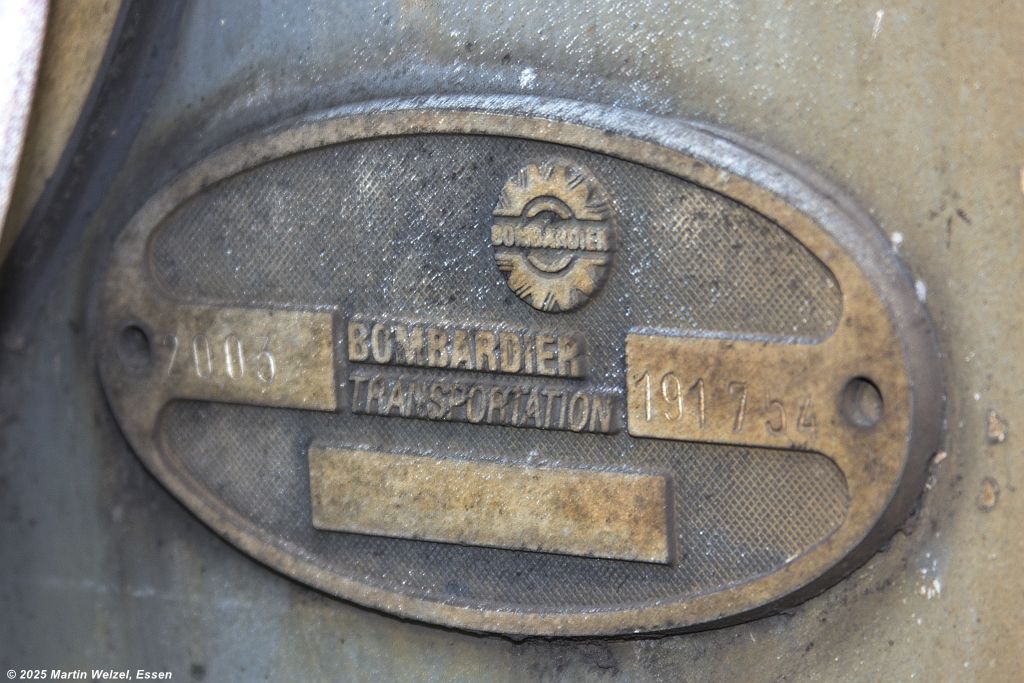 BOMBARDIER
2003
BOMBARDIER
TRANSPORTATION
191754
© 2025 Martin Welzel, Essen